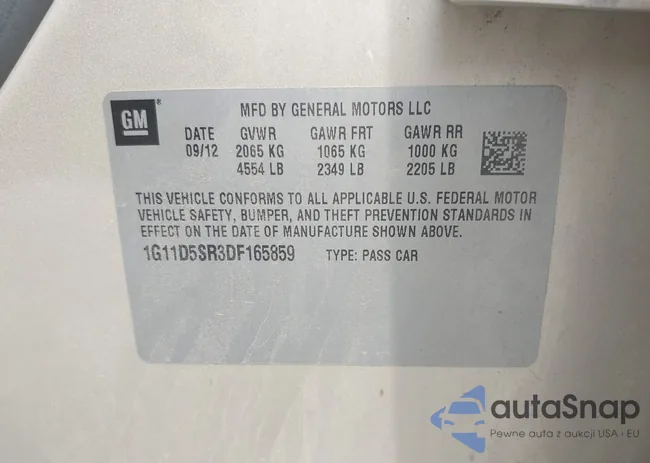 GM ®
MFD BY GENERAL MOTORS LLC
DATE GVWR GAWR FRT GAWR RR
09/12 2065 KG 1065 KG 1000 KG
4554 LB 2349 LB 2205 LB
THIS VEHICLE CONFORMS TO ALL APPLICABLE U.S. FEDERAL MOTOR
VEHICLE SAFETY, BUMPER, AND THEFT PREVENTION STANDARDS IN
EFFECT ON THE DATE OF MANUFACTURE SHOWN ABOVE.
1G11D5SR3DF165859 TYPE: PASS CAR
autaSnap
Pewne auta z aukcji USA · EU